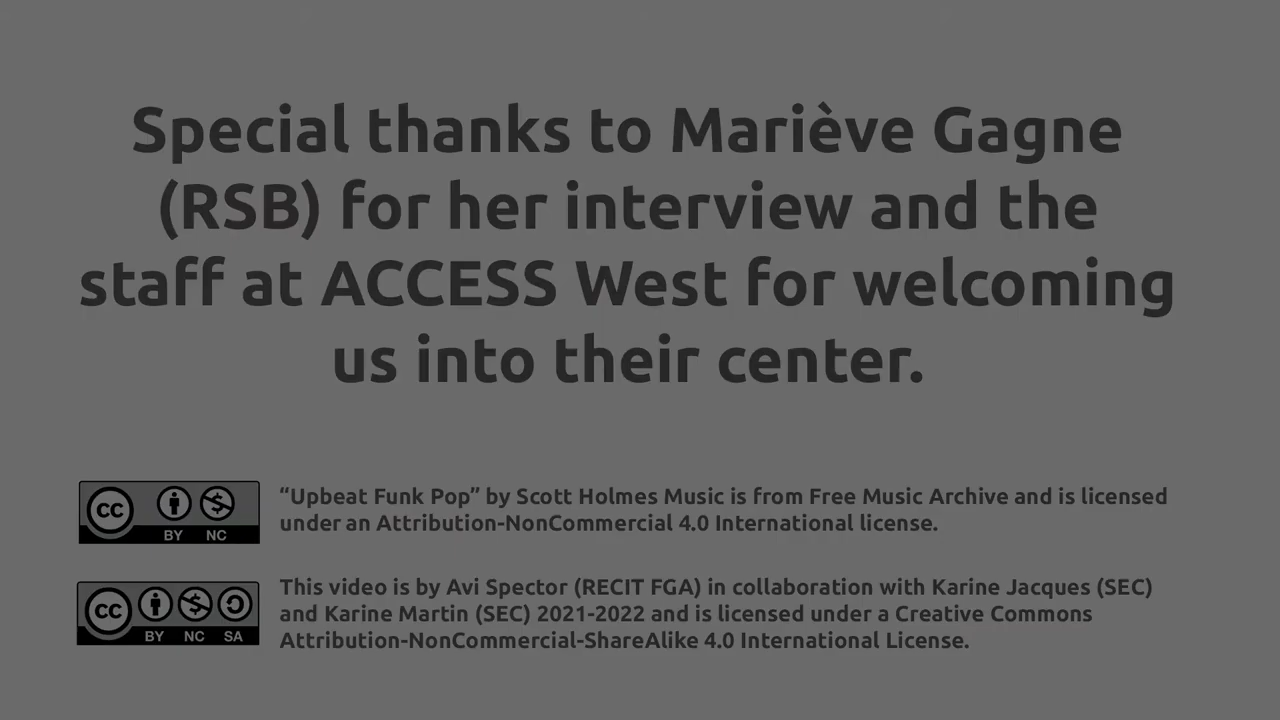 Special thanks to Mariève Gagne
(RSB) for her interview and the
staff at ACCESS West for welcoming
us into their center.
cc
BY NC
“Upbeat Funk Pop” by Scott Holmes Music is from Free Music Archive and is licensed
under an Attribution-NonCommercial 4.0 International license.
cc
BY NC SA
This video is by Avi Spector (RECIT FGA) in collaboration with Karine Jacques (SEC)
and Karine Martin (SEC) 2021-2022 and is licensed under a Creative Commons
Attribution-NonCommercial-ShareAlike 4.0 International License.